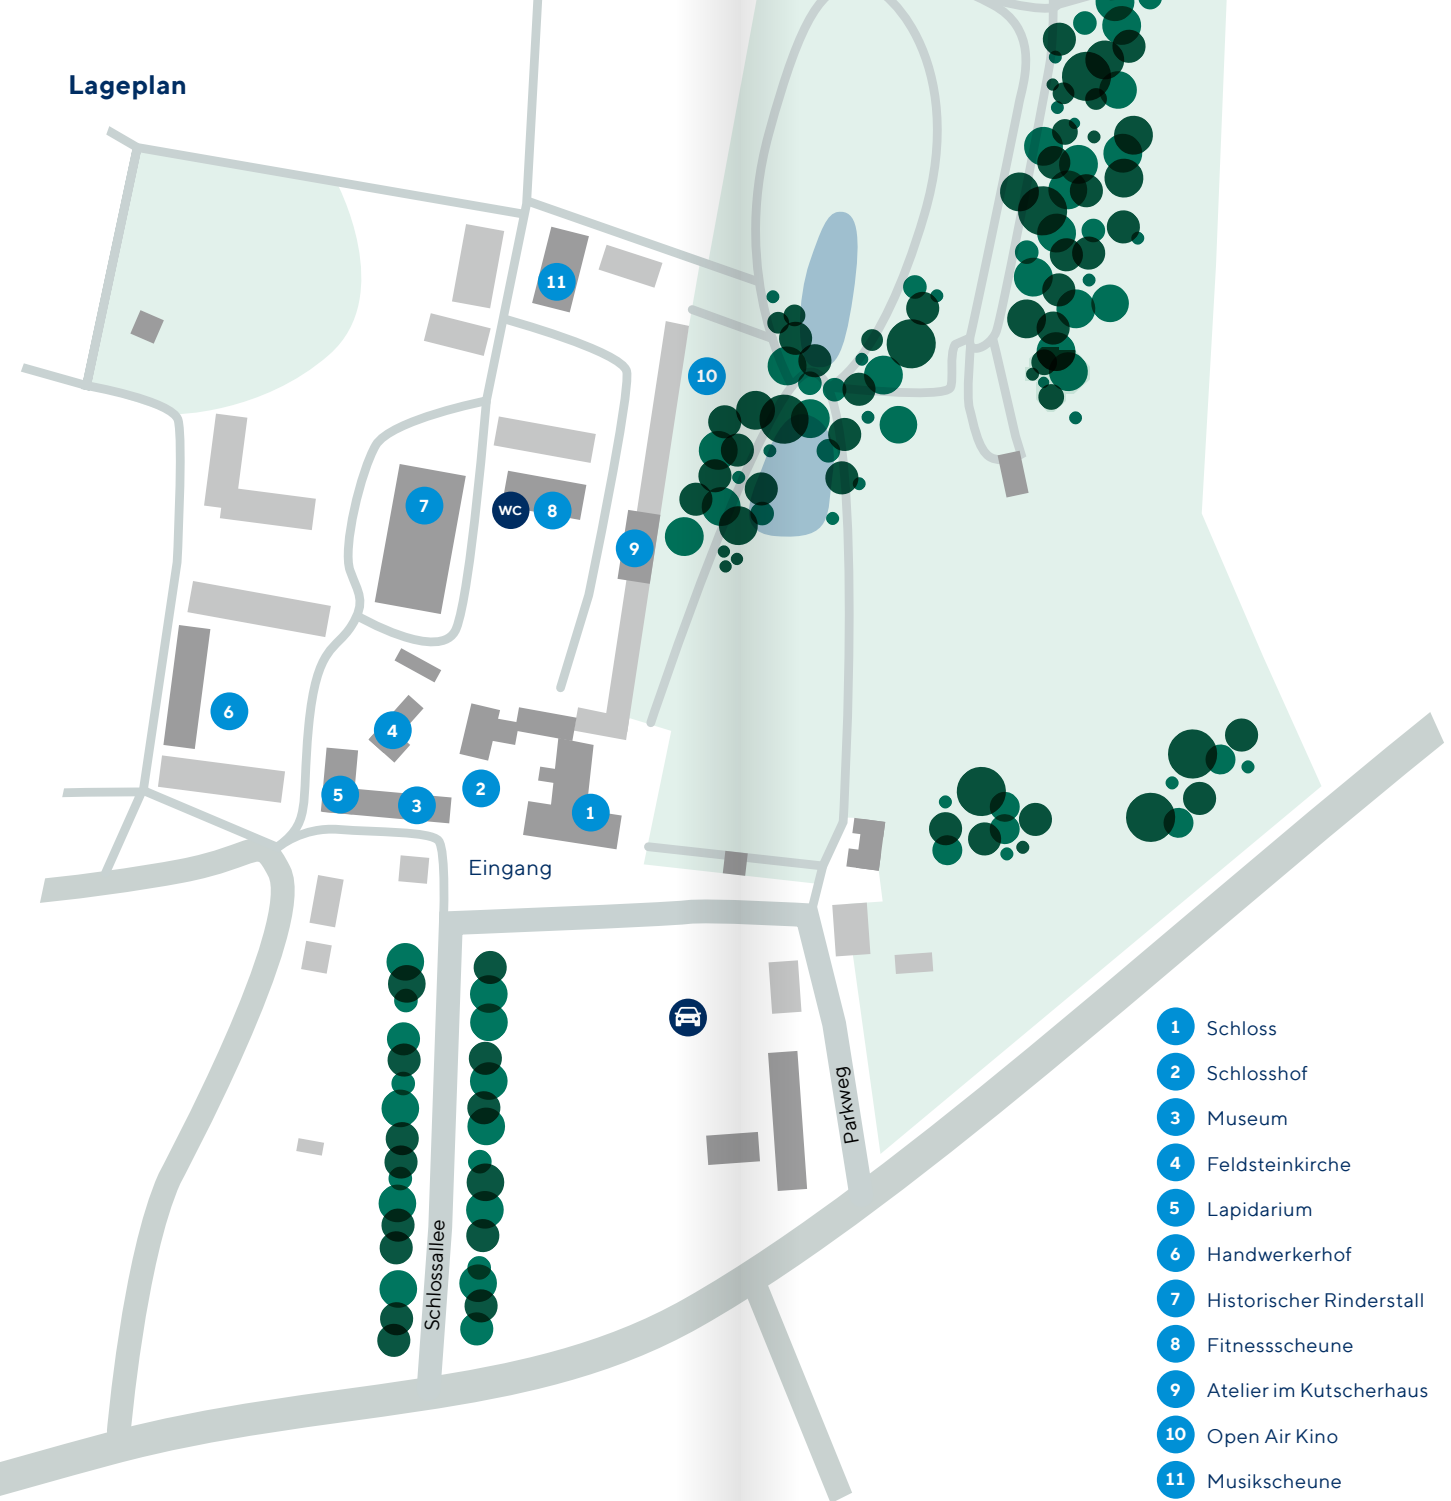 Lageplan
11
10
7
WC
8
9
6
4
5
3
2
1
Eingang
Parkweg
Schlossallee
1 Schloss
2 Schlosshof
3 Museum
4 Feldsteinkirche
5 Lapidarium
6 Handwerkerhof
7 Historischer Rinderstall
8 Fitnessscheune
9 Atelier im Kutscherhaus
10 Open Air Kino
11 Musikscheune